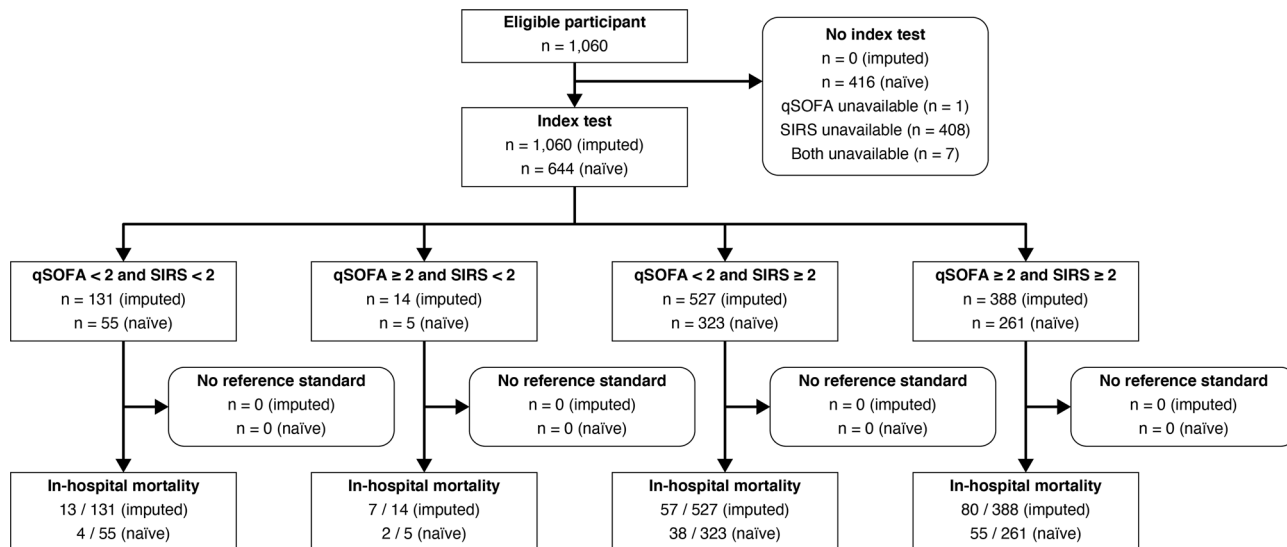 Eligible participant
n = 1,060
No index test
n = 0 (imputed)
n = 416 (naïve)
qSOFA unavailable (n = 1)
SIRS unavailable (n = 408)
Both unavailable (n = 7)
Index test
n = 1,060 (imputed)
n = 644 (naïve)
qSOFA < 2 and SIRS < 2
n = 131 (imputed)
n = 55 (naïve)
qSOFA ≥ 2 and SIRS < 2
n = 14 (imputed)
n = 5 (naïve)
qSOFA < 2 and SIRS ≥ 2
n = 527 (imputed)
n = 323 (naïve)
qSOFA ≥ 2 and SIRS ≥ 2
n = 388 (imputed)
n = 261 (naïve)
No reference standard
n = 0 (imputed)
n = 0 (naïve)
No reference standard
n = 0 (imputed)
n = 0 (naïve)
No reference standard
n = 0 (imputed)
n = 0 (naïve)
No reference standard
n = 0 (imputed)
n = 0 (naïve)
In-hospital mortality
13 / 131 (imputed)
4 / 55 (naïve)
In-hospital mortality
7 / 14 (imputed)
2 / 5 (naïve)
In-hospital mortality
57 / 527 (imputed)
38 / 323 (naïve)
In-hospital mortality
80 / 388 (imputed)
55 / 261 (naïve)